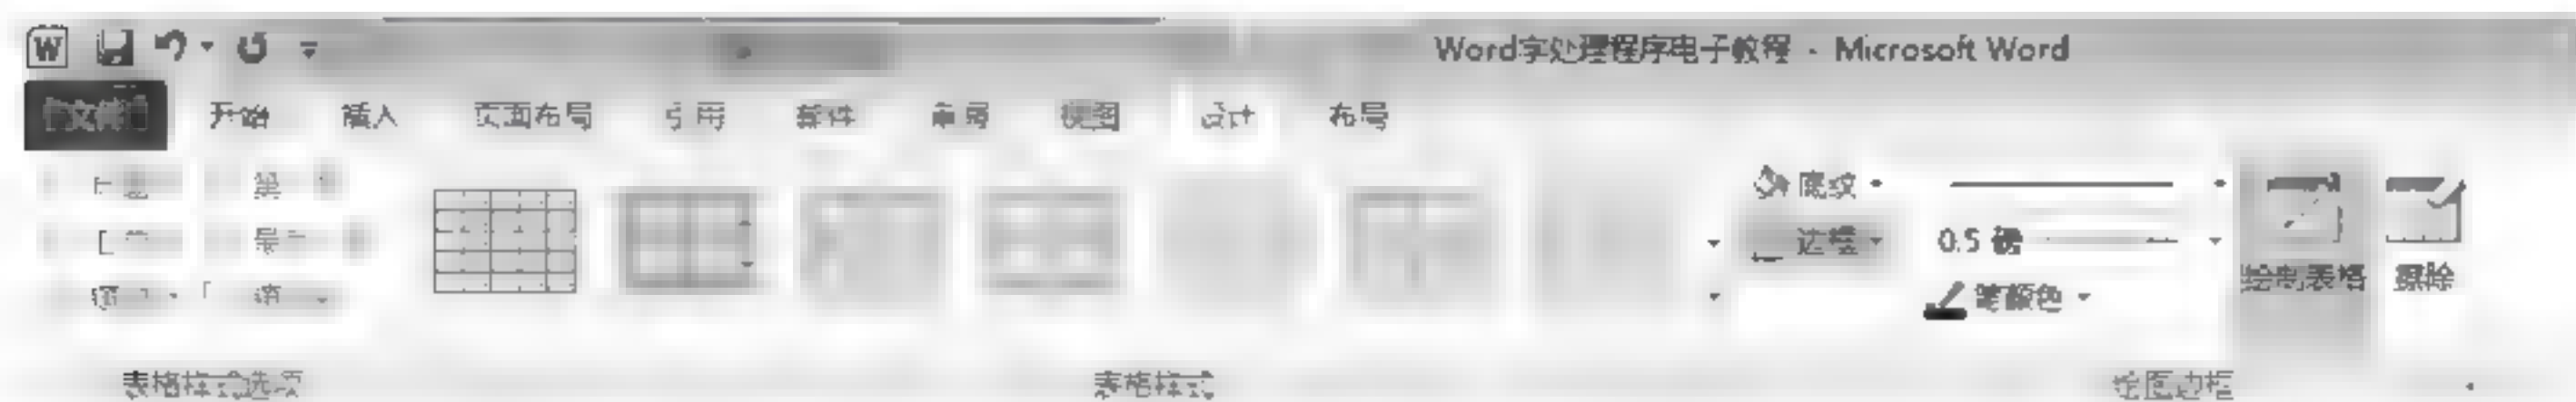 Word字处理程序电子教程 - Microsoft Word
文件 开始 插入 页面布局 引用 邮件 审阅 视图 设计 布局
底纹
边框 0.5 磅
笔颜色
绘制表格 擦除
表格样式选项 表格样式 绘图边框